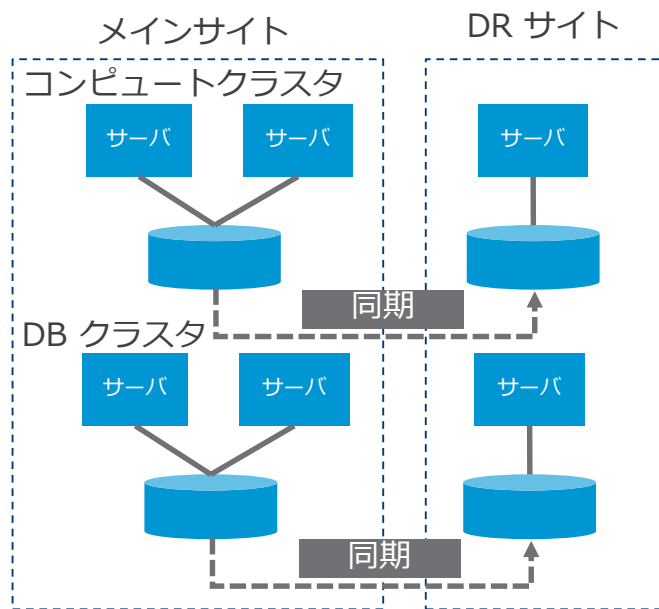 メインサイト
DR サイト
コンピュートクラスタ
サーバ
サーバ
サーバ
同期
DB クラスタ
サーバ
サーバ
サーバ
同期